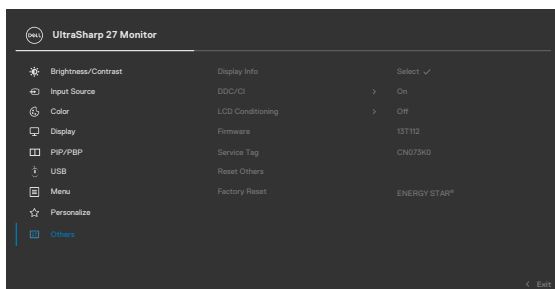 DELL UltraSharp 27 Monitor
Brightness/Contrast Display Info Select ✓
Input Source DDC/CI > On
Color LCD Conditioning > Off
Display Firmware 13T112
PIP/PBP Service Tag CN073K0
USB Reset Others
Menu Factory Reset ENERGY STAR®
Personalize
Others
< Exit